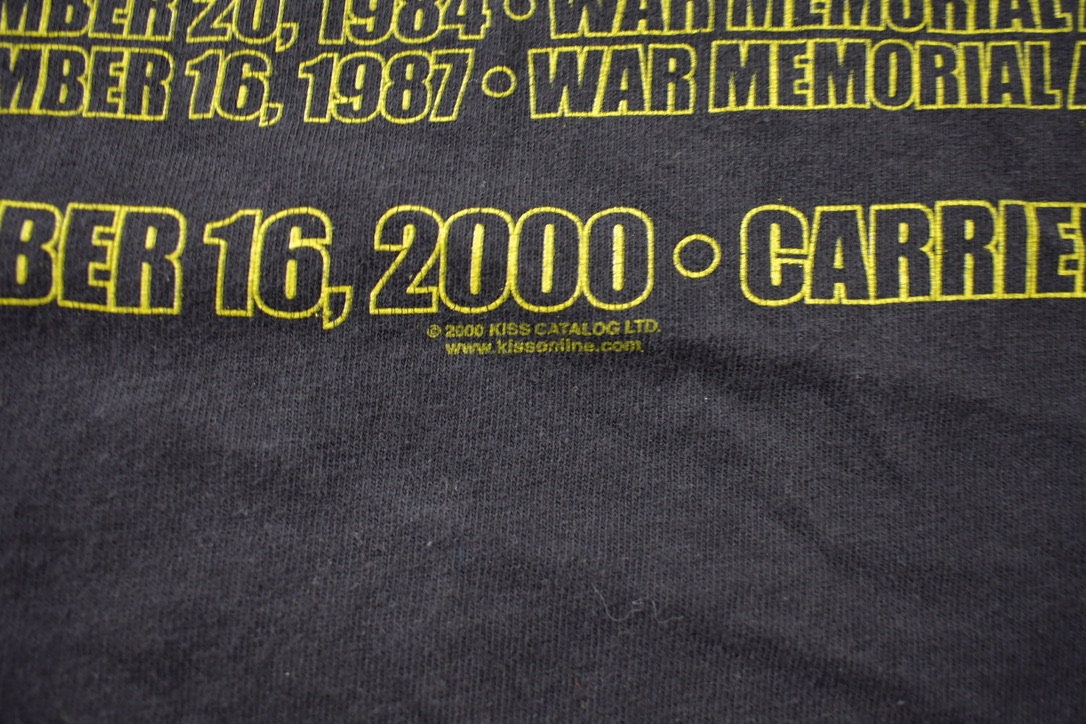 MBER 20, 1984 • WAR MEMORIAL
MBER 16, 1987 • WAR MEMORIAL A
BER 16, 2000 • CARRIE
© 2000 KISS CATALOG LTD.
www.kissonline.com